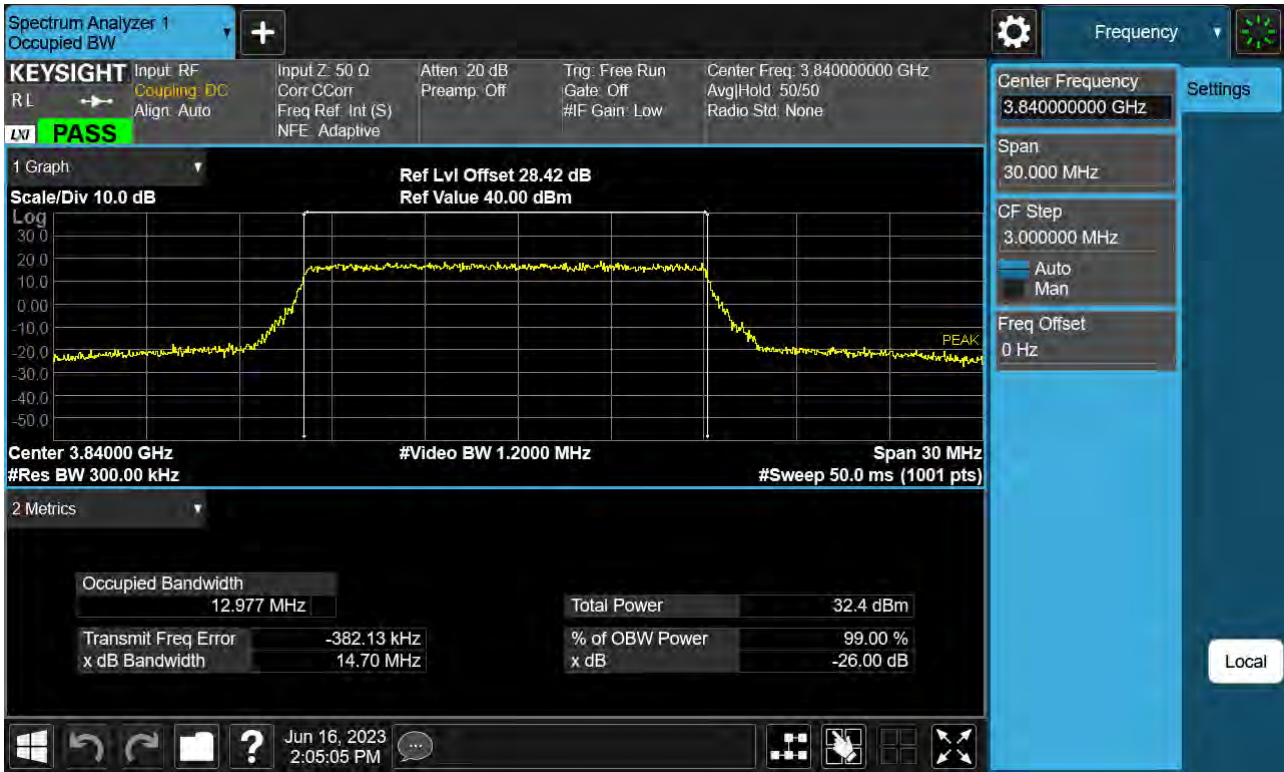 Spectrum Analyzer 1
Occupied BW
+
Frequency
KEYSIGHT
RL
LXI
PASS
Input: RF
Coupling: DC
Align: Auto
Input Z: 50 Ω
Corr CCorr
Freq Ref: Int (S)
NFE: Adaptive
Atten: 20 dB
Preamp: Off
Trig: Free Run
Gate: Off
#IF Gain: Low
Center Freq: 3.840000000 GHz
Avg|Hold: 50/50
Radio Std: None
Center Frequency
3.840000000 GHz
Settings
Span
30.000 MHz
CF Step
3.000000 MHz
Auto
Man
Freq Offset
0 Hz
Local
1 Graph
Scale/Div 10.0 dB
Ref Lvl Offset 28.42 dB
Ref Value 40.00 dBm
Log
30.0
20.0
10.0
0.00
-10.0
-20.0
-30.0
-40.0
-50.0
PEAK
Center 3.84000 GHz
#Video BW 1.2000 MHz
Span 30 MHz
#Res BW 300.00 kHz
#Sweep 50.0 ms (1001 pts)
2 Metrics
Occupied Bandwidth
12.977 MHz
Total Power 32.4 dBm
Transmit Freq Error -382.13 kHz
% of OBW Power 99.00 %
x dB Bandwidth 14.70 MHz
x dB -26.00 dB
?
Jun 16, 2023
2:05:05 PM